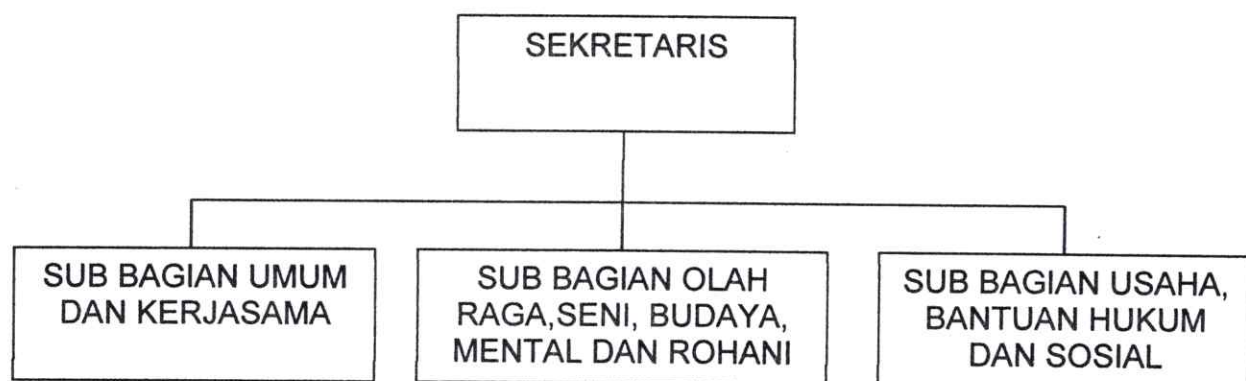 SEKRETARIS
SUB BAGIAN UMUM
DAN KERJASAMA
SUB BAGIAN OLAH
RAGA,SENI, BUDAYA,
MENTAL DAN ROHANI
SUB BAGIAN USAHA,
BANTUAN HUKUM
DAN SOSIAL